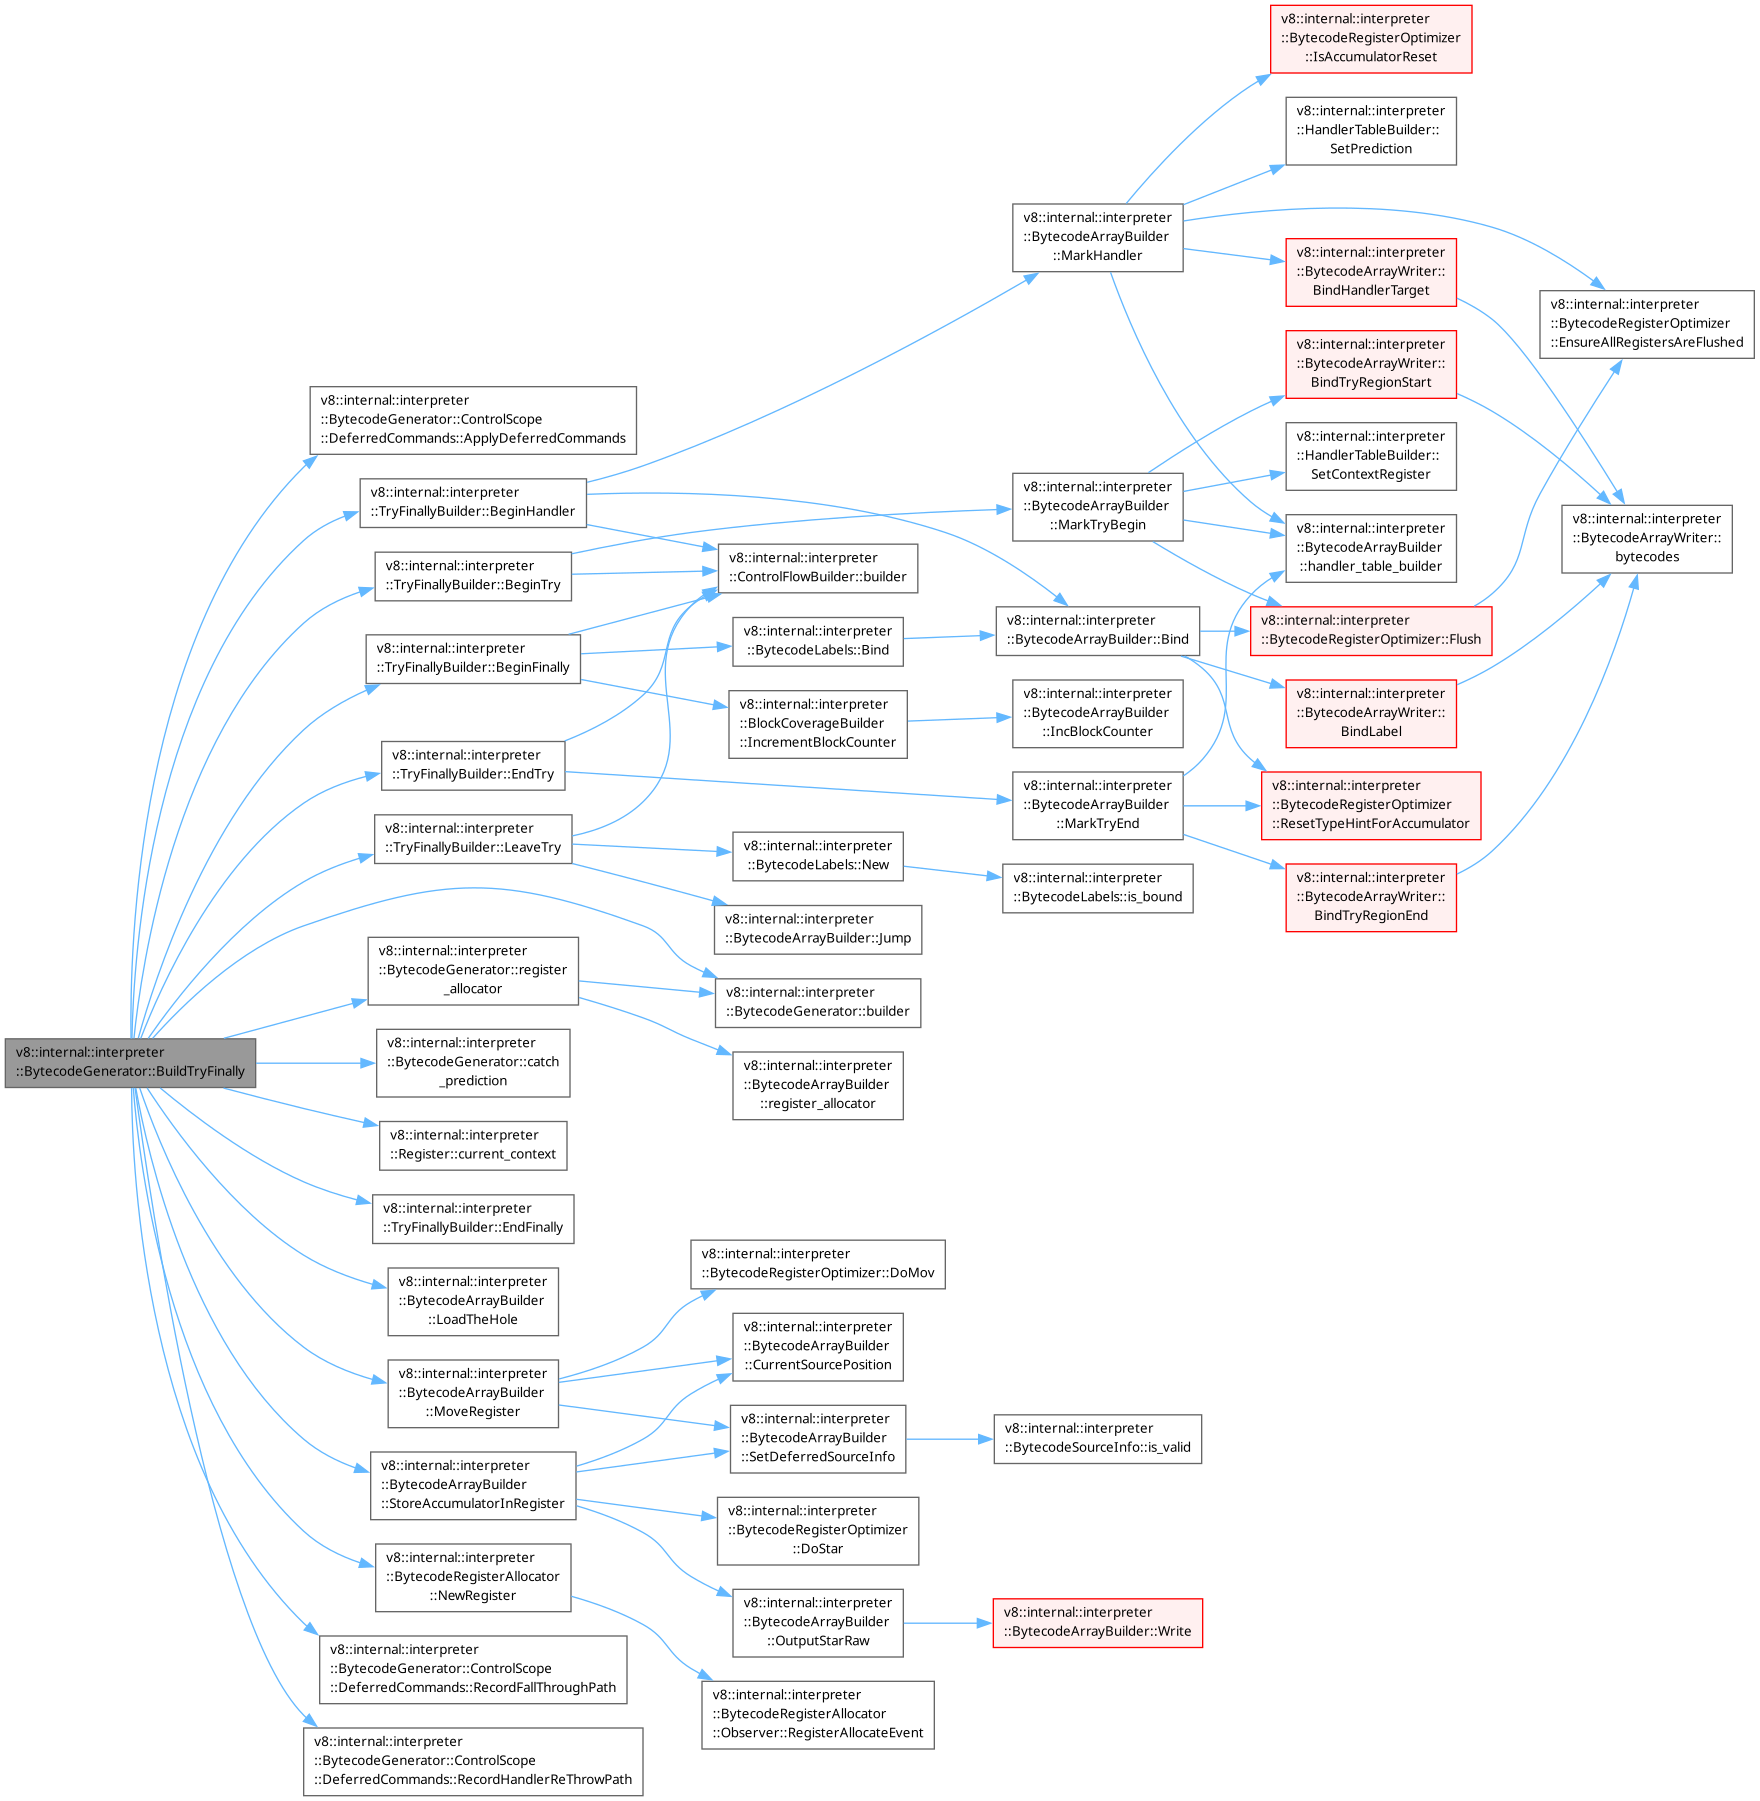 v8::internal::interpreter
::BytecodeGenerator::BuildTryFinally
v8::internal::interpreter
::BytecodeGenerator::ControlScope
::DeferredCommands::ApplyDeferredCommands
v8::internal::interpreter
::TryFinallyBuilder::BeginHandler
v8::internal::interpreter
::TryFinallyBuilder::BeginTry
v8::internal::interpreter
::TryFinallyBuilder::BeginFinally
v8::internal::interpreter
::TryFinallyBuilder::EndTry
v8::internal::interpreter
::TryFinallyBuilder::LeaveTry
v8::internal::interpreter
::BytecodeGenerator::register
_allocator
v8::internal::interpreter
::BytecodeGenerator::catch
_prediction
v8::internal::interpreter
::Register::current_context
v8::internal::interpreter
::TryFinallyBuilder::EndFinally
v8::internal::interpreter
::BytecodeArrayBuilder
::LoadTheHole
v8::internal::interpreter
::BytecodeArrayBuilder
::MoveRegister
v8::internal::interpreter
::BytecodeArrayBuilder
::StoreAccumulatorInRegister
v8::internal::interpreter
::BytecodeRegisterAllocator
::NewRegister
v8::internal::interpreter
::BytecodeGenerator::ControlScope
::DeferredCommands::RecordFallThroughPath
v8::internal::interpreter
::BytecodeGenerator::ControlScope
::DeferredCommands::RecordHandlerReThrowPath
v8::internal::interpreter
::ControlFlowBuilder::builder
v8::internal::interpreter
::BytecodeLabels::Bind
v8::internal::interpreter
::BlockCoverageBuilder
::IncrementBlockCounter
v8::internal::interpreter
::BytecodeLabels::New
v8::internal::interpreter
::BytecodeArrayBuilder::Jump
v8::internal::interpreter
::BytecodeGenerator::builder
v8::internal::interpreter
::BytecodeArrayBuilder
::register_allocator
v8::internal::interpreter
::BytecodeRegisterOptimizer::DoMov
v8::internal::interpreter
::BytecodeArrayBuilder
::CurrentSourcePosition
v8::internal::interpreter
::BytecodeArrayBuilder
::SetDeferredSourceInfo
v8::internal::interpreter
::BytecodeRegisterOptimizer
::DoStar
v8::internal::interpreter
::BytecodeArrayBuilder
::OutputStarRaw
v8::internal::interpreter
::BytecodeRegisterAllocator
::Observer::RegisterAllocateEvent
v8::internal::interpreter
::BytecodeArrayBuilder
::MarkHandler
v8::internal::interpreter
::BytecodeArrayBuilder
::MarkTryBegin
v8::internal::interpreter
::BytecodeArrayBuilder::Bind
v8::internal::interpreter
::BytecodeArrayBuilder
::IncBlockCounter
v8::internal::interpreter
::BytecodeArrayBuilder
::MarkTryEnd
v8::internal::interpreter
::BytecodeLabels::is_bound
v8::internal::interpreter
::BytecodeSourceInfo::is_valid
v8::internal::interpreter
::BytecodeArrayBuilder::Write
v8::internal::interpreter
::BytecodeRegisterOptimizer
::IsAccumulatorReset
v8::internal::interpreter
::HandlerTableBuilder::
SetPrediction
v8::internal::interpreter
::BytecodeArrayWriter::
BindHandlerTarget
v8::internal::interpreter
::BytecodeArrayWriter::
BindTryRegionStart
v8::internal::interpreter
::HandlerTableBuilder::
SetContextRegister
v8::internal::interpreter
::BytecodeArrayBuilder
::handler_table_builder
v8::internal::interpreter
::BytecodeRegisterOptimizer::Flush
v8::internal::interpreter
::BytecodeArrayWriter::
BindLabel
v8::internal::interpreter
::BytecodeRegisterOptimizer
::ResetTypeHintForAccumulator
v8::internal::interpreter
::BytecodeArrayWriter::
BindTryRegionEnd
v8::internal::interpreter
::BytecodeRegisterOptimizer
::EnsureAllRegistersAreFlushed
v8::internal::interpreter
::BytecodeArrayWriter::
bytecodes